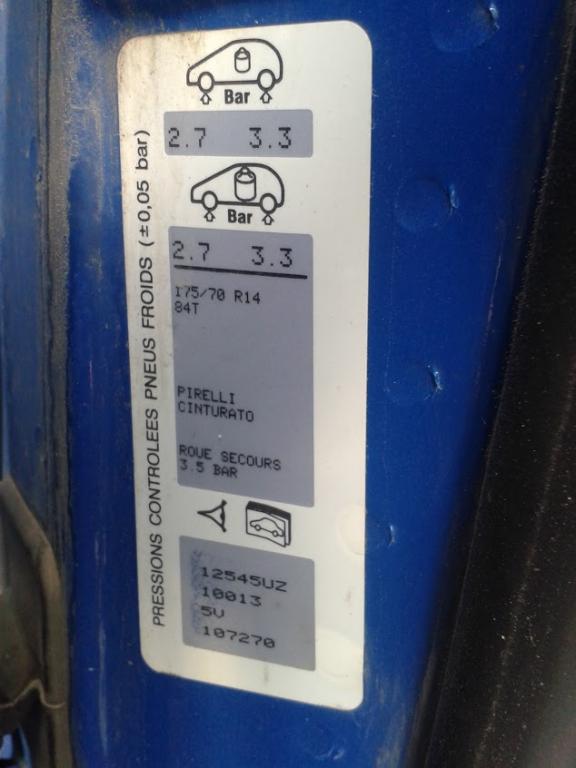 PRESSIONS CONTROLEES PNEUS FROIDS (±0,05 bar)
Bar
2.7 3.3
Bar
2.7 3.3
175/70 R14
84T
PIRELLI
CINTURATO
ROUE SECOURS
3.5 BAR
12545UZ
10013
5V
107270